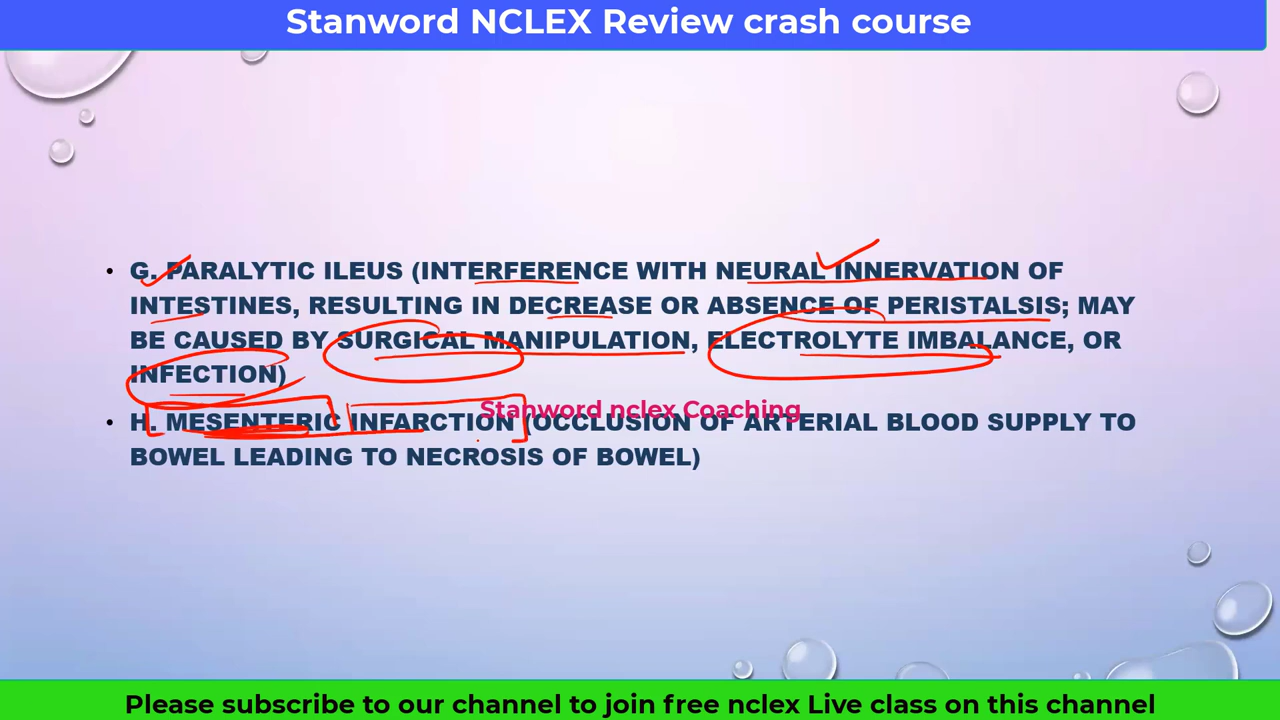 Stanword NCLEX Review crash course
• G. PARALYTIC ILEUS (INTERFERENCE WITH NEURAL INNERVATION OF
INTESTINES, RESULTING IN DECREASE OR ABSENCE OF PERISTALSIS; MAY
BE CAUSED BY SURGICAL MANIPULATION, ELECTROLYTE IMBALANCE, OR
INFECTION)
Stanword nclex Coaching
• H. MESENTERIC INFARCTION (OCCLUSION OF ARTERIAL BLOOD SUPPLY TO
BOWEL LEADING TO NECROSIS OF BOWEL)
Please subscribe to our channel to join free nclex Live class on this channel